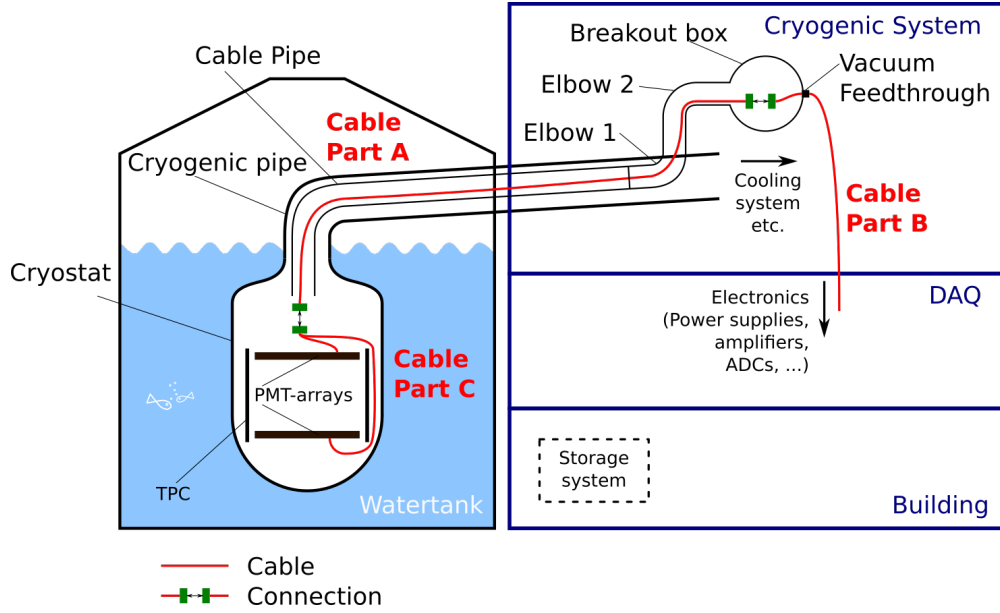 Cryogenic System
Breakout box
Cable Pipe
Vacuum
Feedthrough
Elbow 2
Cable
Part A
Elbow 1
Cryogenic pipe
Cooling
system
etc.
Cable
Part B
Cryostat
DAQ
Electronics
(Power supplies,
amplifiers,
ADCs, ...)
Cable
Part C
PMT-arrays
TPC
Watertank
Storage
system
Building
Cable
Connection